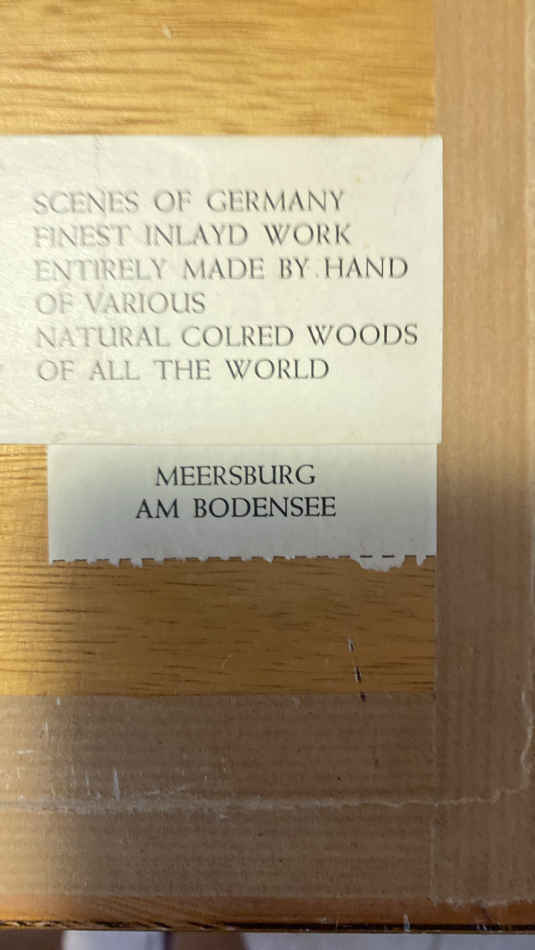 SCENES OF GERMANY
FINEST INLAYD WORK
ENTIRELY MADE BY HAND
OF VARIOUS
NATURAL COLRED WOODS
OF ALL THE WORLD
MEERSBURG
AM BODENSEE